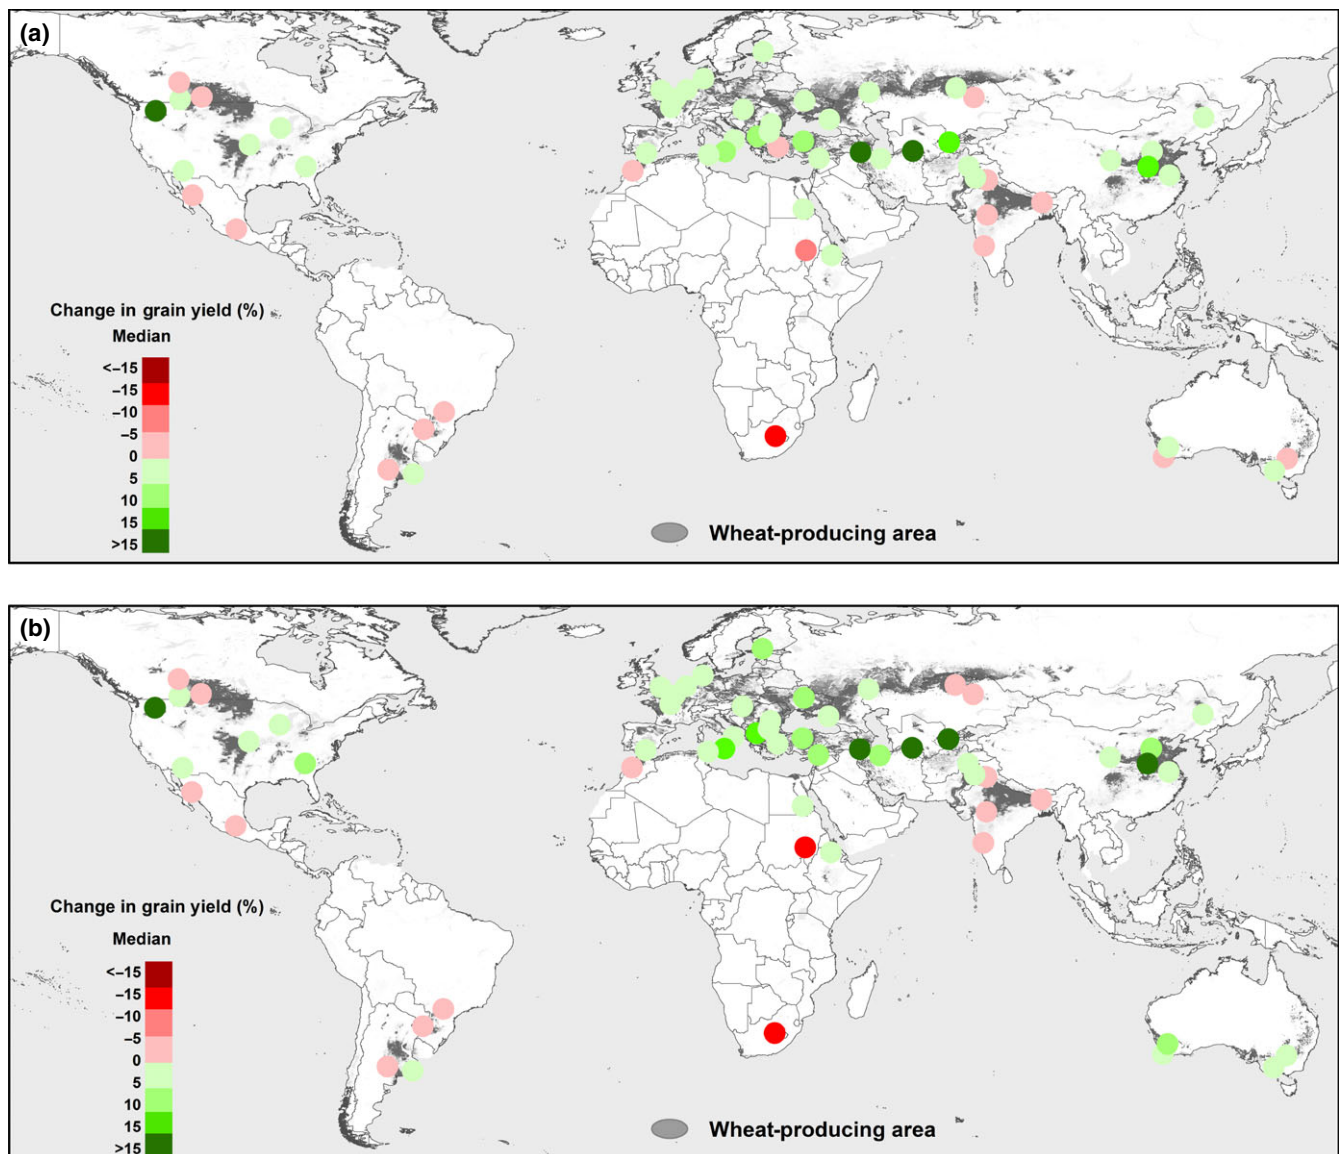 (a)
Change in grain yield (%)
Median
<–15
–15
–10
–5
0
5
10
15
>15
Wheat-producing area
(b)
Change in grain yield (%)
Median
<–15
–15
–10
–5
0
5
10
15
>15
Wheat-producing area